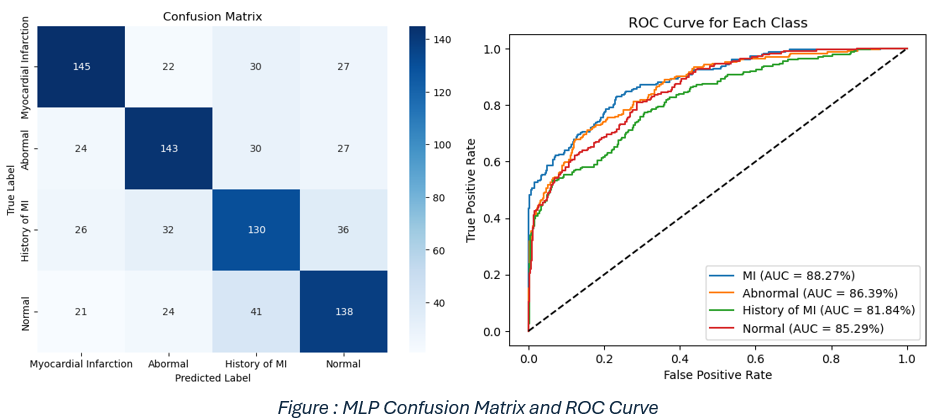 Confusion Matrix
True Label
Myocardial Infarction
Abormal
History of MI
Normal
145 22 30 27
24 143 30 27
26 32 130 36
21 24 41 138
Myocardial Infarction Abormal History of MI Normal
Predicted Label
140
120
100
80
60
40
ROC Curve for Each Class
True Positive Rate
1.0
0.8
0.6
0.4
0.2
0.0
MI (AUC = 88.27%)
Abnormal (AUC = 86.39%)
History of MI (AUC = 81.84%)
Normal (AUC = 85.29%)
0.0 0.2 0.4 0.6 0.8 1.0
False Positive Rate
Figure : MLP Confusion Matrix and ROC Curve